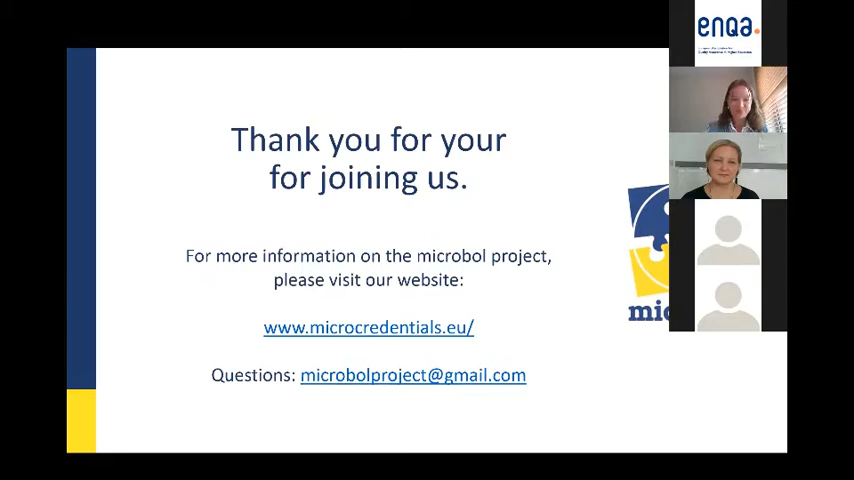 Thank you for your
for joining us.
For more information on the microbol project,
please visit our website:
www.microcredentials.eu/
Questions: microbolproject@gmail.com
enqa.
mic